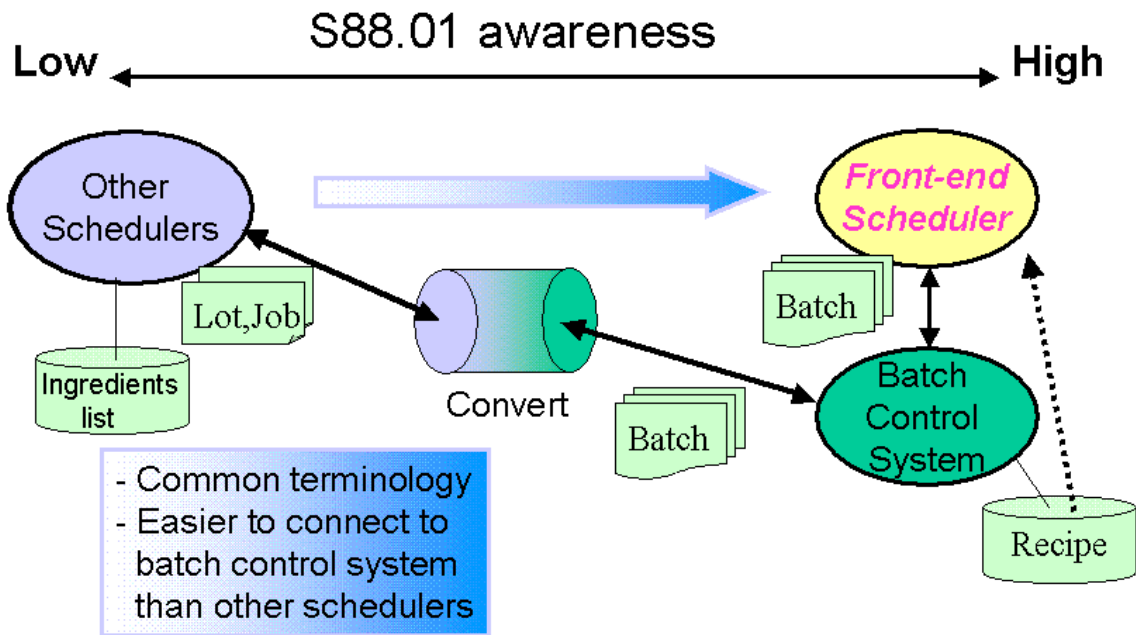 S88.01 awareness
Low
High
Other
Schedulers
Front-end
Scheduler
Lot,Job
Batch
Ingredients
list
Convert
Batch
Batch
Control
System
Recipe
- Common terminology
- Easier to connect to
batch control system
than other schedulers